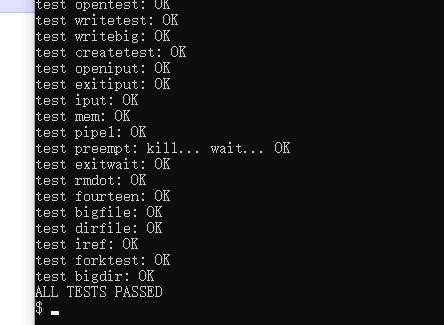 test opentest: OK
test writetest: OK
test writebig: OK
test createtest: OK
test openiput: OK
test exitiput: OK
test iput: OK
test mem: OK
test pipe1: OK
test preempt: kill... wait... OK
test exitwait: OK
test rmdot: OK
test fourteen: OK
test bigfile: OK
test dirfile: OK
test iref: OK
test forktest: OK
test bigdir: OK
ALL TESTS PASSED
$